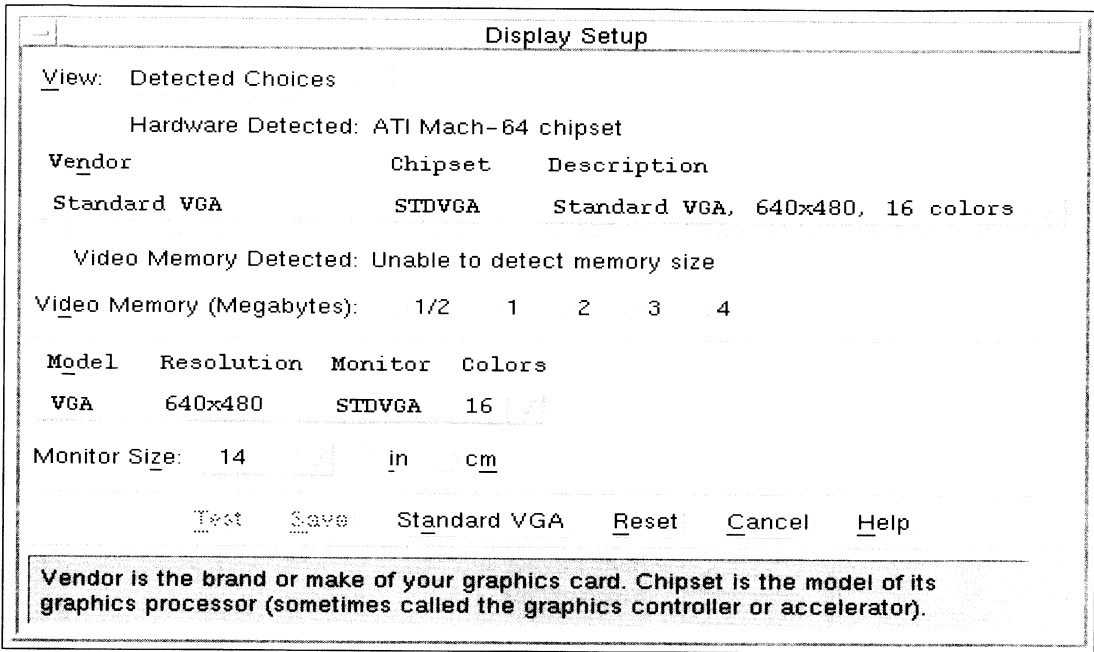 Display Setup
View: Detected Choices
Hardware Detected: ATI Mach-64 chipset
Vendor Chipset Description
Standard VGA STDVGA Standard VGA, 640x480, 16 colors
Video Memory Detected: Unable to detect memory size
Video Memory (Megabytes): 1/2 1 2 3 4
Model Resolution Monitor Colors
VGA 640x480 STDVGA 16
Monitor Size: 14 in cm
Test Save Standard VGA Reset Cancel Help
Vendor is the brand or make of your graphics card. Chipset is the model of its
graphics processor (sometimes called the graphics controller or accelerator).